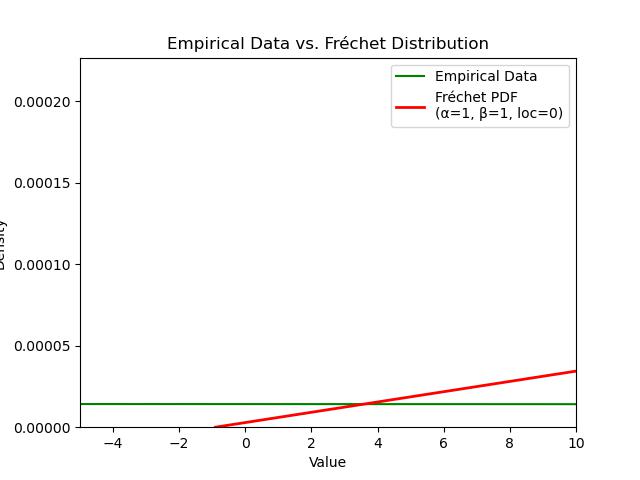 Empirical Data vs. Fréchet Distribution
Empirical Data
Fréchet PDF
(α=1, β=1, loc=0)
0.00020
0.00015
0.00010
0.00005
0.00000
Density
−4
−2
0
2
4
6
8
10
Value